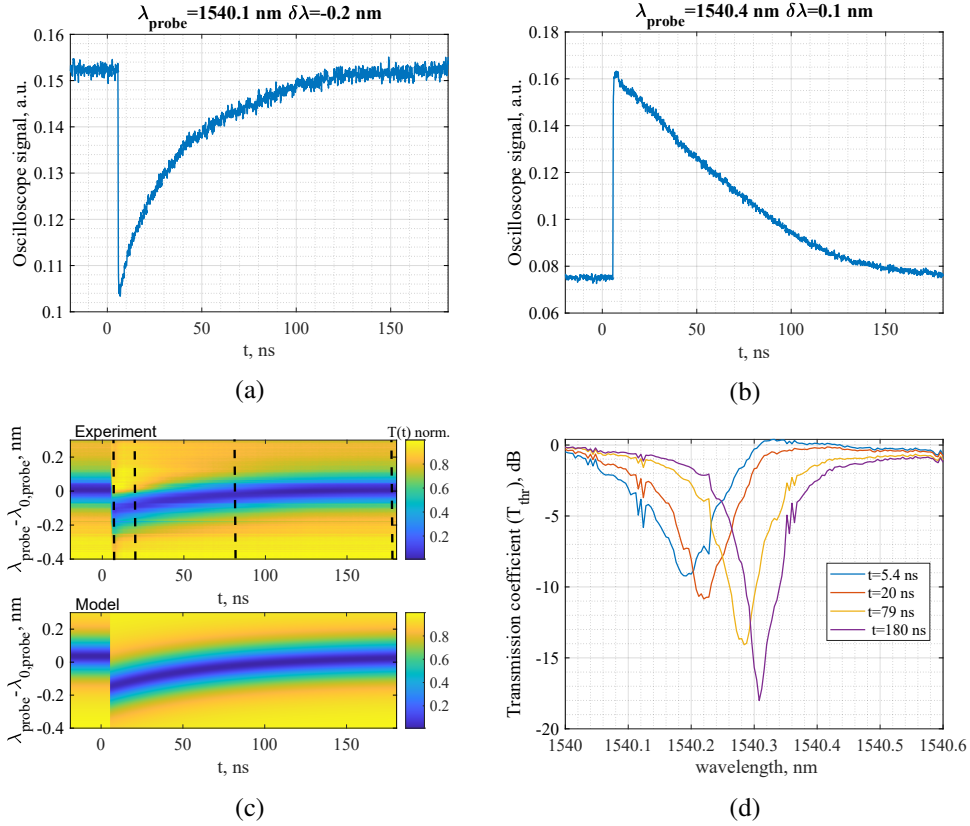 λprobe=1540.1 nm δλ=-0.2 nm
Oscilloscope signal, a.u.
0.16
0.15
0.14
0.13
0.12
0.11
0.1
0 50 100 150
t, ns
(a)
λprobe=1540.4 nm δλ=0.1 nm
Oscilloscope signal, a.u.
0.18
0.16
0.14
0.12
0.1
0.08
0.06
0 50 100 150
t, ns
(b)
Experiment
T(t) norm.
λprobe-λ0,probe, nm
0.2
0
-0.2
-0.4
0 50 100 150
t, ns
0.8
0.6
0.4
0.2
Model
λprobe-λ0,probe, nm
0.2
0
-0.2
-0.4
0 50 100 150
t, ns
0.8
0.6
0.4
0.2
(c)
Transmission coefficient (Tthr), dB
0
-5
-10
-15
-20
t=5.4 ns
t=20 ns
t=79 ns
t=180 ns
1540 1540.1 1540.2 1540.3 1540.4 1540.5 1540.6
wavelength, nm
(d)